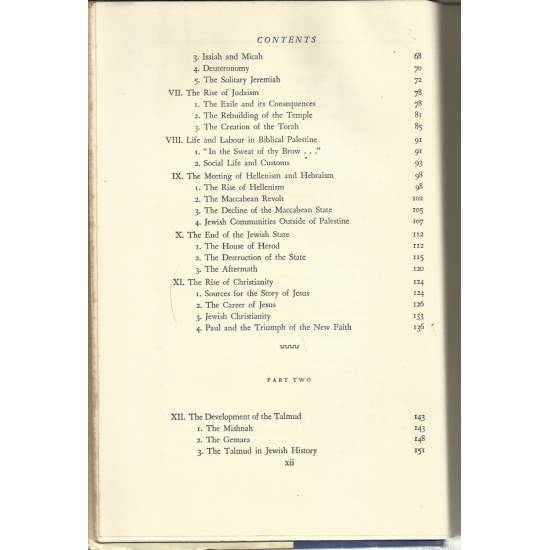 CONTENTS
3. Isaiah and Micah 68
4. Deuteronomy 70
5. The Solitary Jeremiah 72
VII. The Rise of Judaism 78
1. The Exile and its Consequences 78
2. The Rebuilding of the Temple 81
3. The Creation of the Torah 85
VIII. Life and Labour in Biblical Palestine 91
1. "In the Sweat of thy Brow . . ." 91
2. Social Life and Customs 93
IX. The Meeting of Hellenism and Hebraism 98
1. The Rise of Hellenism 98
2. The Maccabean Revolt 102
3. The Decline of the Maccabean State 105
4. Jewish Communities Outside of Palestine 107
X. The End of the Jewish State 112
1. The House of Herod 112
2. The Destruction of the State 115
3. The Aftermath 120
XI. The Rise of Christianity 124
1. Sources for the Story of Jesus 124
2. The Career of Jesus 126
3. Jewish Christianity 133
4. Paul and the Triumph of the New Faith 136
PART TWO
XII. The Development of the Talmud 143
1. The Mishnah 143
2. The Gemara 148
3. The Talmud in Jewish History 151
xii